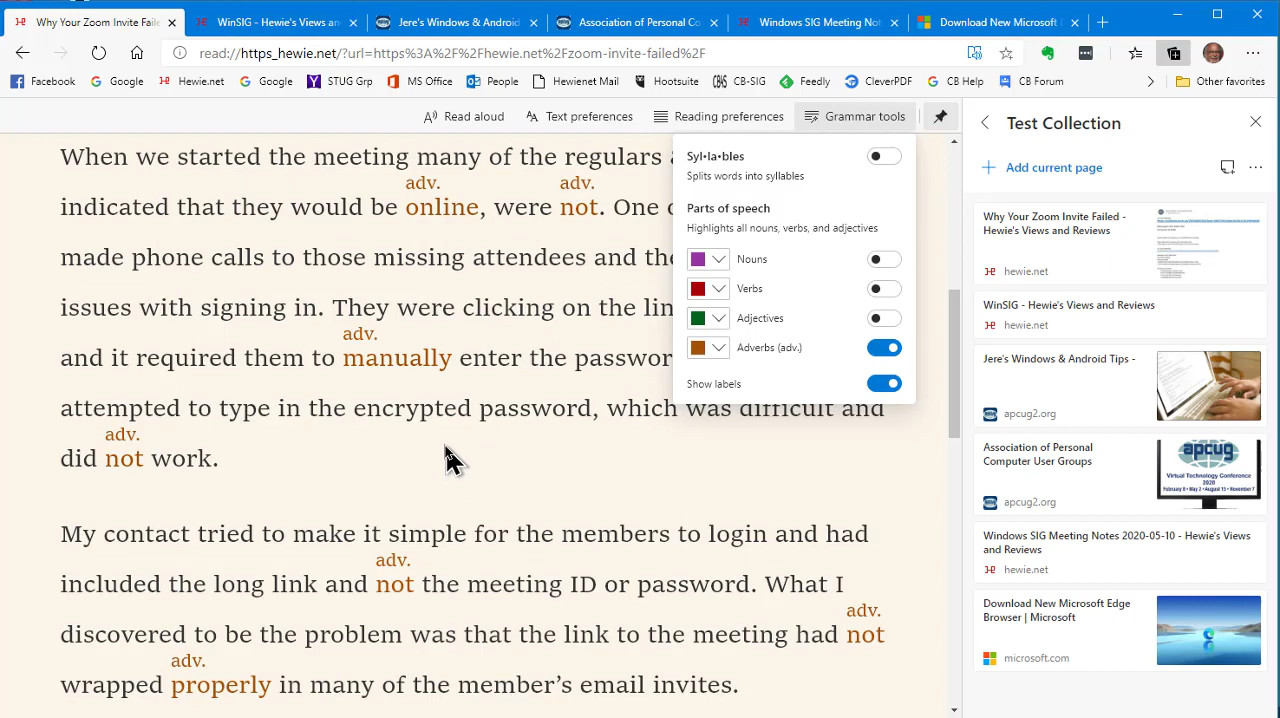 Why Your Zoom Invite Fail
WinSIG - Hewie's Views and
Jere's Windows & Android
Association of Personal Co
Windows SIG Meeting No
Download New Microsoft
read://https_hewie.net/?url=https%3A%2F%2Fhewie.net%2Fzoom-invite-failed%2F
Facebook
Google
Hewie.net
Google
STUG Grp
MS Office
People
Hewienet Mail
Hootsuite
CB-SIG
Feedly
CleverPDF
CB Help
CB Forum
Other favorites
Read aloud
Text preferences
Reading preferences
Grammar tools
When we started the meeting many of the regulars
adv. adv.
indicated that they would be online, were not. One
made phone calls to those missing attendees and the
issues with signing in. They were clicking on the lin
adv.
and it required them to manually enter the passwor
attempted to type in the encrypted password, which was difficult and
adv.
did not work.
My contact tried to make it simple for the members to login and had
adv.
included the long link and not the meeting ID or password. What I
adv.
discovered to be the problem was that the link to the meeting had not
adv.
wrapped properly in many of the member's email invites.
Syl•la•bles
Splits words into syllables
Parts of speech
Highlights all nouns, verbs, and adjectives
Nouns
Verbs
Adjectives
Adverbs (adv.)
Show labels
Test Collection
Add current page
Why Your Zoom Invite Failed -
Hewie's Views and Reviews
hewie.net
WinSIG - Hewie's Views and Reviews
hewie.net
Jere's Windows & Android Tips -
apcug2.org
Association of Personal
Computer User Groups
apcug2.org
apcug
Virtual Technology Conference
2020
Windows SIG Meeting Notes 2020-05-10 - Hewie's Views
and Reviews
hewie.net
Download New Microsoft Edge
Browser | Microsoft
microsoft.com